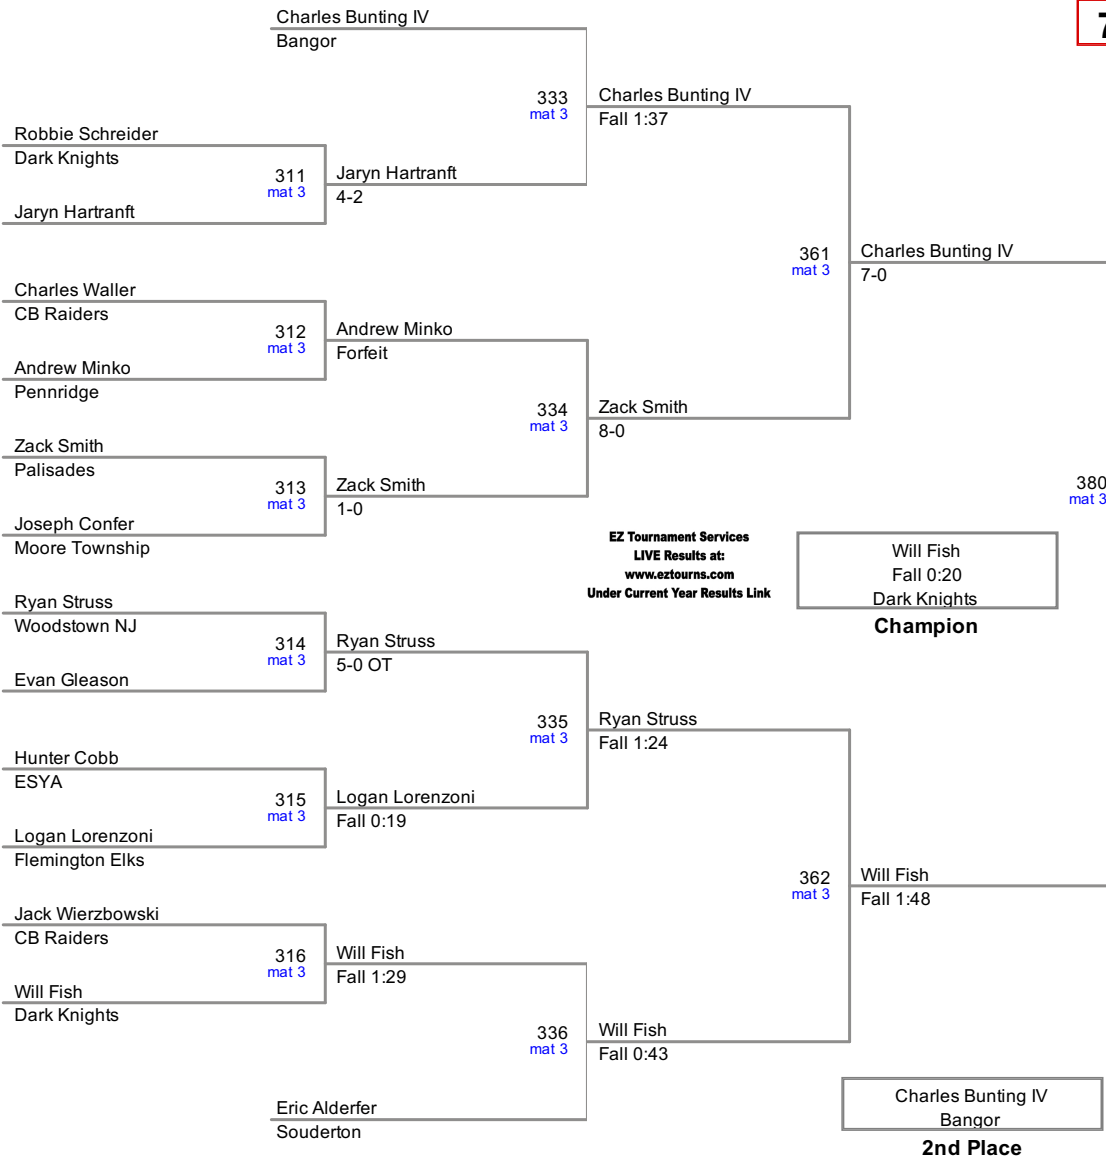 Charles Bunting IV
Bangor
7
333
mat 3
Charles Bunting IV
Fall 1:37
Robbie Schreider
Dark Knights
311
mat 3
Jaryn Hartranft
4-2
Jaryn Hartranft
361
mat 3
Charles Bunting IV
7-0
Charles Waller
CB Raiders
312
mat 3
Andrew Minko
Forfeit
Andrew Minko
Pennridge
334
mat 3
Zack Smith
8-0
Zack Smith
Palisades
313
mat 3
Zack Smith
1-0
380
mat 3
Joseph Confer
Moore Township
EZ Tournament Services
LIVE Results at:
www.eztourns.com
Under Current Year Results Link
Will Fish
Fall 0:20
Dark Knights
Champion
Ryan Struss
Woodstown NJ
314
mat 3
Ryan Struss
5-0 OT
Evan Gleason
335
mat 3
Ryan Struss
Fall 1:24
Hunter Cobb
ESYA
315
mat 3
Logan Lorenzoni
Fall 0:19
Logan Lorenzoni
Flemington Elks
362
mat 3
Will Fish
Fall 1:48
Jack Wierzbowski
CB Raiders
316
mat 3
Will Fish
Fall 1:29
Will Fish
Dark Knights
336
mat 3
Will Fish
Fall 0:43
Eric Alderfer
Souderton
Charles Bunting IV
Bangor
2nd Place